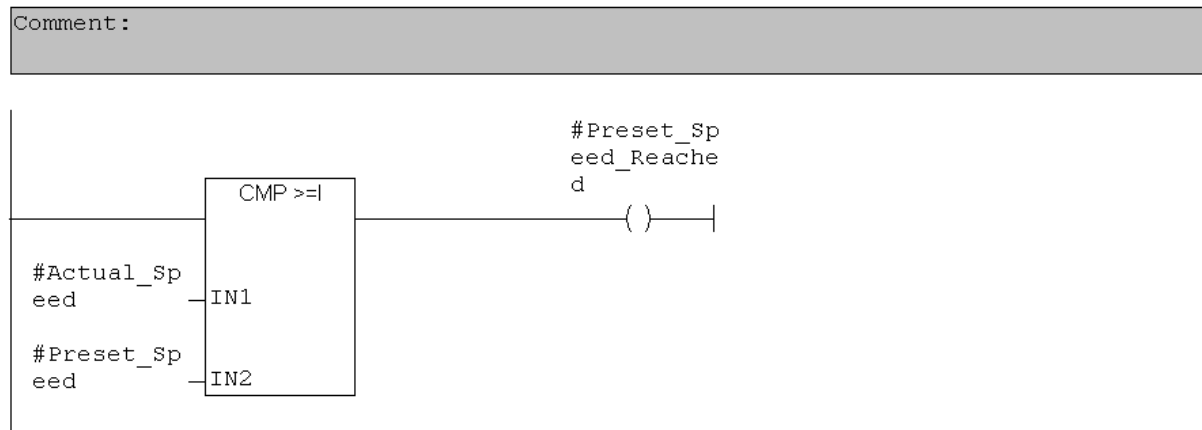 Comment:
#Preset_Sp
eed_Reache
d
CMP >=I
#Actual_Sp
eed
IN1
#Preset_Sp
eed
IN2